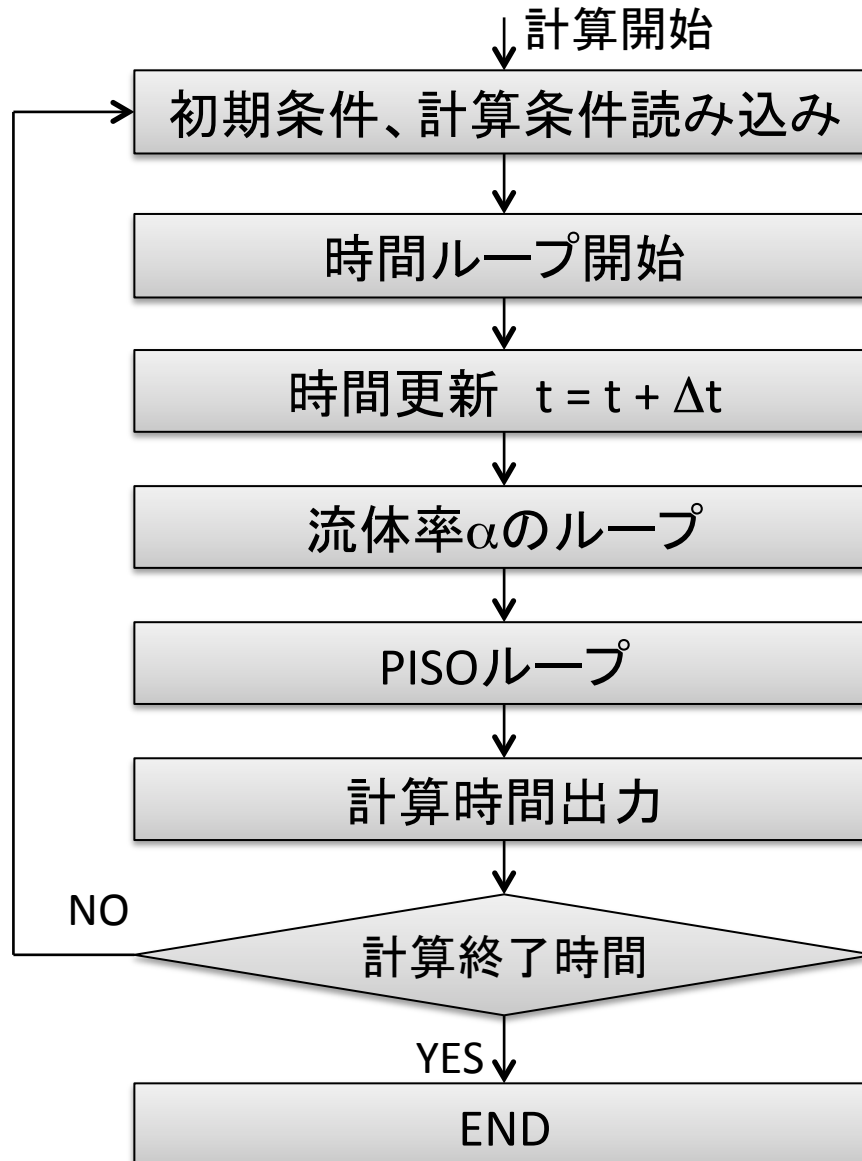 計算開始
初期条件、計算条件読み込み
時間ループ開始
時間更新 t = t + Δt
流体率αのループ
PISOループ
計算時間出力
NO
計算終了時間
YES
END